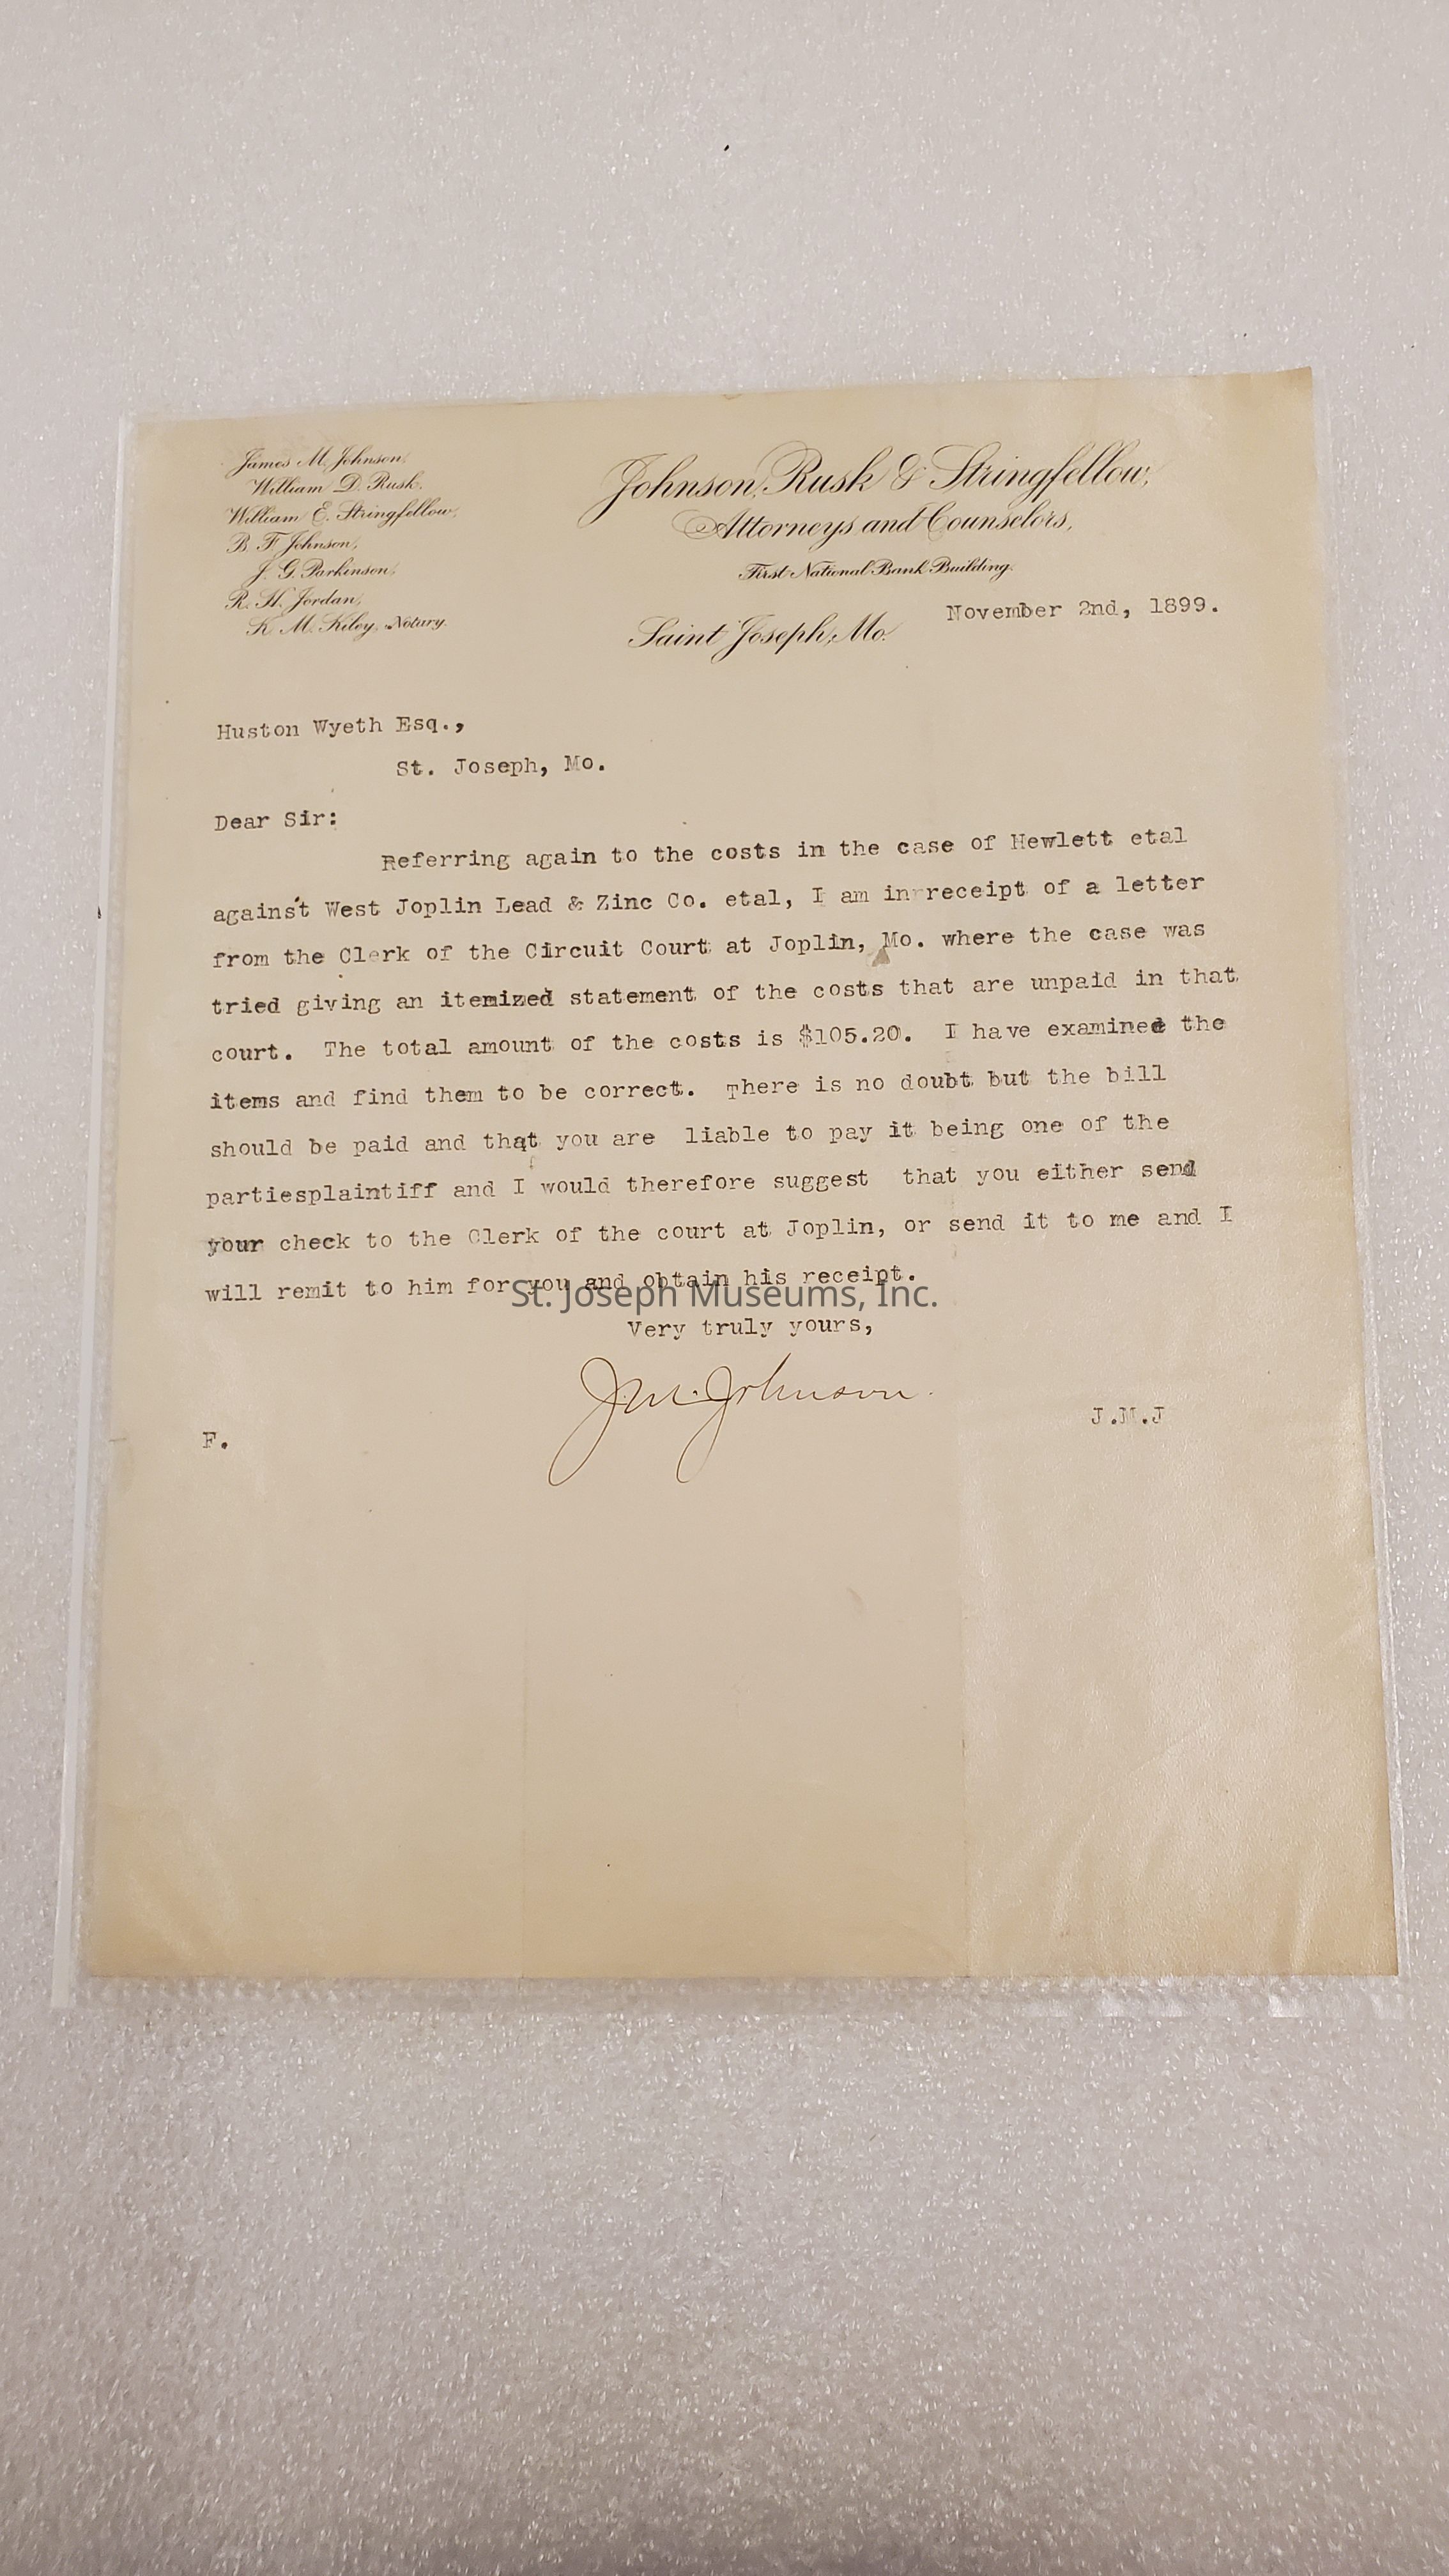 James M. Johnson,
William D. Rusk,
William E. Stringfellow,
B. F. Johnson,
J. G. Parkinson,
R. H. Jordan,
K. M. Kiley, Notary.
Johnson, Rusk & Stringfellow,
Attorneys and Counselors,
First National Bank Building.
Saint Joseph, Mo. November 2nd, 1899.
Huston Wyeth Esq.,
St. Joseph, Mo.
Dear Sir:
Referring again to the costs in the case of Hewlett etal
against West Joplin Lead & Zinc Co. etal, I am in receipt of a letter
from the Clerk of the Circuit Court at Joplin, Mo. where the case was
tried giving an itemized statement of the costs that are unpaid in that
court. The total amount of the costs is $105.20. I have examined the
items and find them to be correct. There is no doubt but the bill
should be paid and that you are liable to pay it being one of the
partiesplaintiff and I would therefore suggest that you either send
your check to the Clerk of the court at Joplin, or send it to me and I
will remit to him for you and obtain his receipt.
St. Joseph Museums, Inc.
Very truly yours,
J.M. Johnson.
J.M.J
F.